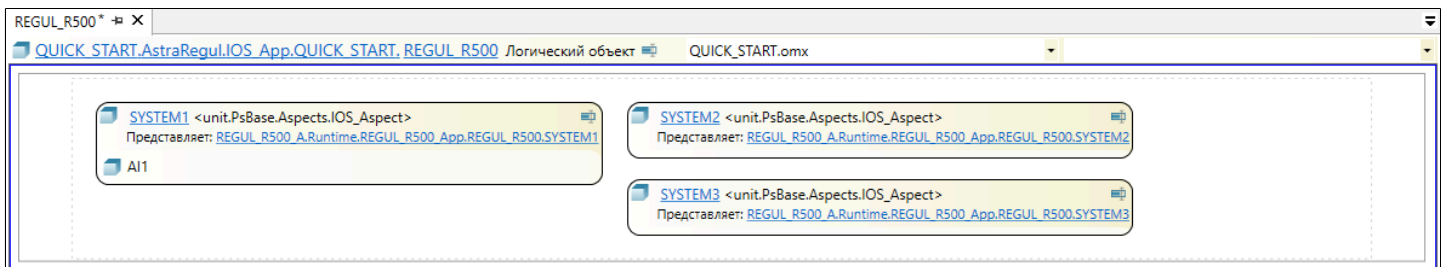 REGUL_R500*
QUICK_START.AstraRegul.IOS_App.QUICK_START. REGUL_R500 Логический объект QUICK_START.omx
SYSTEM1 <unit.PsBase.Aspects.IOS_Aspect>
Представляет: REGUL_R500_A.Runtime.REGUL_R500_App.REGUL_R500.SYSTEM1
AI1
SYSTEM2 <unit.PsBase.Aspects.IOS_Aspect>
Представляет: REGUL_R500_A.Runtime.REGUL_R500_App.REGUL_R500.SYSTEM2
SYSTEM3 <unit.PsBase.Aspects.IOS_Aspect>
Представляет: REGUL_R500_A.Runtime.REGUL_R500_App.REGUL_R500.SYSTEM3